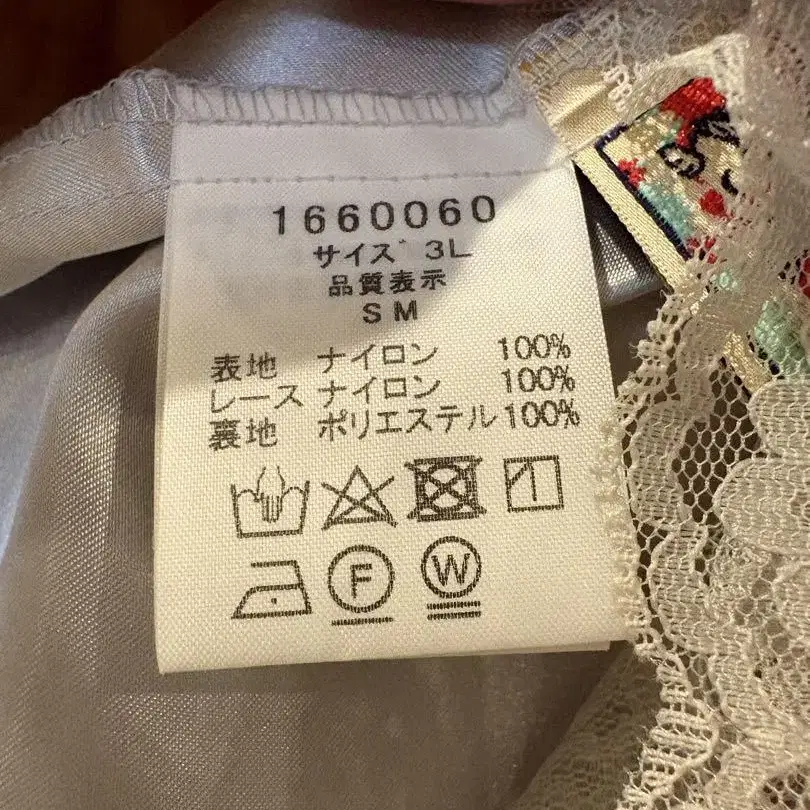 1660060
サイズ 3L
品質表示
SM
表地 ナイロン 100%
レース ナイロン 100%
裏地 ポリエステル 100%
F
W